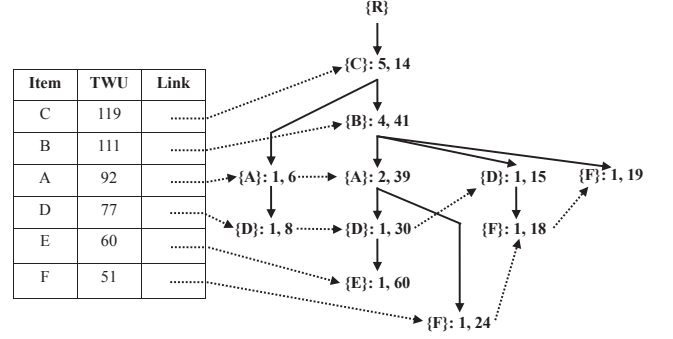 {R}
{C}: 5, 14
Item TWU Link
C 119
B 111
A 92
D 77
E 60
F 51
{B}: 4, 41
{A}: 1, 6 {A}: 2, 39 {D}: 1, 15 {F}: 1, 19
{D}: 1, 8 {D}: 1, 30 {F}: 1, 18
{E}: 1, 60
{F}: 1, 24